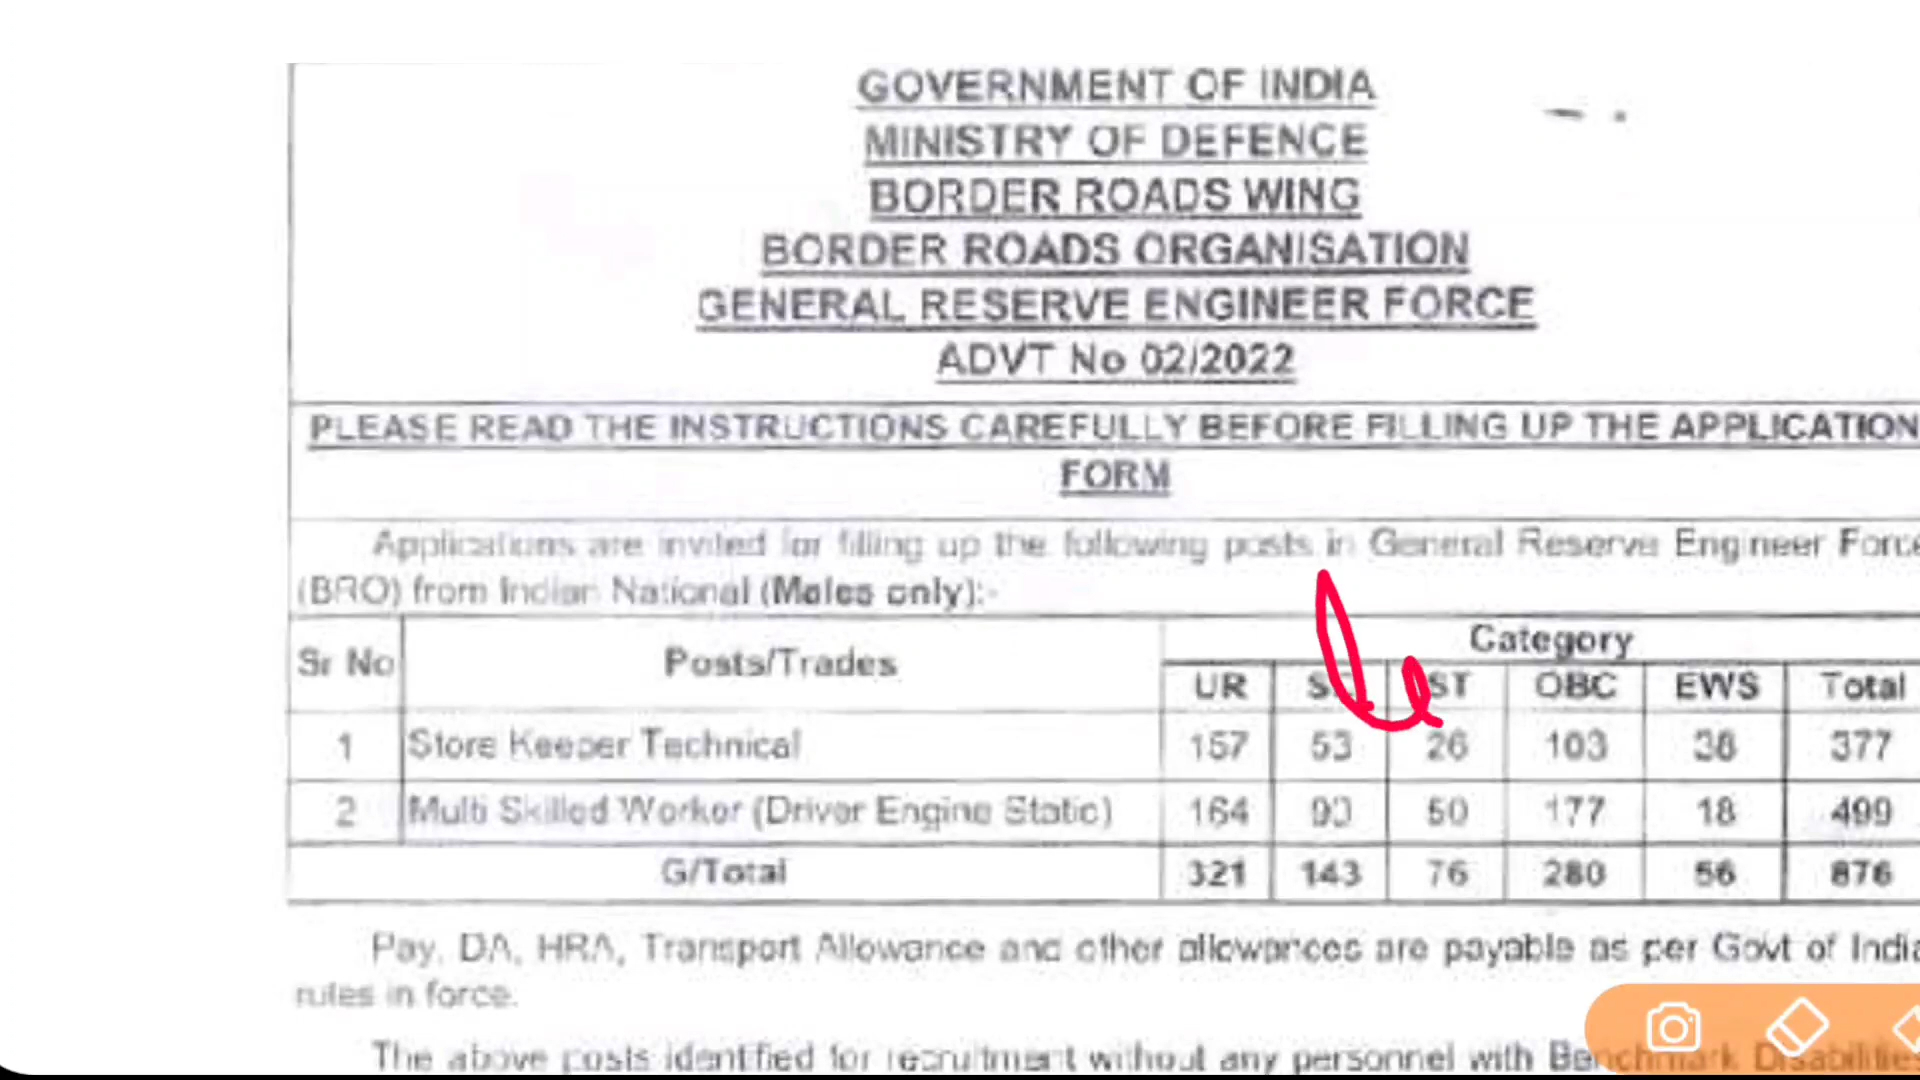 GOVERNMENT OF INDIA
MINISTRY OF DEFENCE
BORDER ROADS WING
BORDER ROADS ORGANISATION
GENERAL RESERVE ENGINEER FORCE
ADVT No 02/2022
PLEASE READ THE INSTRUCTIONS CAREFULLY BEFORE FILLING UP THE APPLICATION
FORM
Applications are invited for filling up the following posts in General Reserve Engineer Force
(BRO) from Indian National (Males only):-
Sr No Posts/Trades Category
UR ST OBC EWS Total
1 Store Keeper Technical 157 53 26 103 38 377
2 Multi Skilled Worker (Driver Engine Static) 164 90 50 177 18 499
G/Total 321 143 76 280 56 876
Pay, DA, HRA, Transport Allowance and other allowances are payable as per Govt of India
rules in force.
The above posts identified for recruitment without any personnel with Benchmark Disabilities